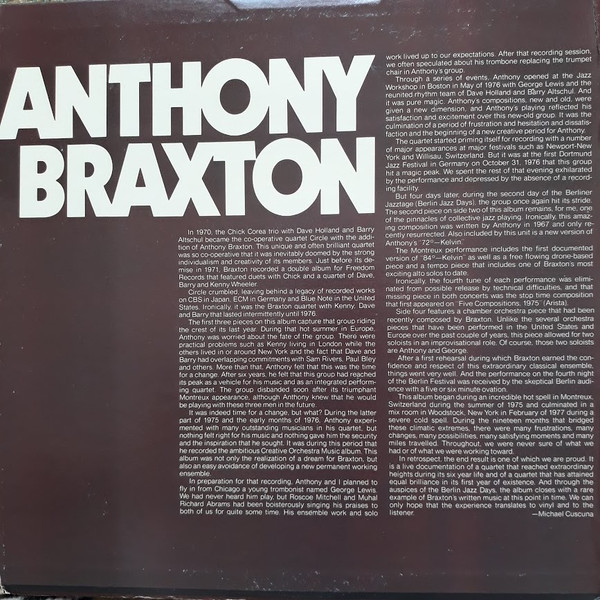 ANTHONY
BRAXTON
In 1970, the Chick Corea trio with Dave Holland and Barry
Altschul became the co-operative quartet Circle with the addi-
tion of Anthony Braxton. This unique and often brilliant quartet
was so co-operative that it was inevitably doomed by the strong
individualism and creativity of its members. Just before its de-
mise in 1971, Braxton recorded a double album for Freedom
Records that featured duets with Chick and a quartet of Dave,
Barry and Kenny Wheeler.
Circle crumbled, leaving behind a legacy of recorded works
on CBS in Japan, ECM in Germany and Blue Note in the United
States. Ironically, it was the Braxton quartet with Kenny, Dave
and Barry that lasted intermittently until 1976.
The first three pieces on this album capture that group riding
the crest of its last year. During that hot summer in Europe,
Anthony was worried about the fate of the group. There were
practical problems such as Kenny living in London while the
others lived in or around New York and the fact that Dave and
Barry had overlapping commitments with Sam Rivers, Paul Bley
and others. More than that, Anthony felt that this was the time
for a change. After six years, he felt that this group had reached
its peak as a vehicle for his music and as an integrated perform-
ing quartet. The group disbanded soon after its triumphant
Montreux appearance, although Anthony knew that he would
be playing with these three men in the future.
It was indeed time for a change, but what? During the latter
part of 1975 and the early months of 1976, Anthony experi-
mented with many outstanding musicians in his quartet, but
nothing felt right for his music and nothing gave him the security
and the inspiration that he sought. It was during this period that
he recorded the ambitious Creative Orchestra Music album. This
album was not only the realization of a dream for Braxton, but
also an easy avoidance of developing a new permanent working
ensemble.
In preparation for that recording, Anthony and I planned to
fly in from Chicago a young trombonist named George Lewis.
We had never heard him play, but Roscoe Mitchell and Muhal
Richard Abrams had been boisterously singing his praises to
both of us for quite some time. His ensemble work and solo
work lived up to our expectations. After that recording session,
we often speculated about his trombone replacing the trumpet
chair in Anthony's group.
Through a series of events, Anthony opened at the Jazz
Workshop in Boston in May of 1976 with George Lewis and the
reunited rhythm team of Dave Holland and Barry Altschul. And
it was pure magic. Anthony's compositions, new and old, were
given a new dimension, and Anthony's playing reflected his
satisfaction and excitement over this new-old group. It was the
culmination of a period of frustration and hesitation and dissatis-
faction and the beginning of a new creative period for Anthony.
The quartet started priming itself for recording with a number
of major appearances at major festivals such as Newport-New
York and Willisau, Switzerland. But it was at the first Dortmund
Jazz Festival in Germany on October 31, 1976 that this group
hit a magic peak. We spent the rest of that evening exhilarated
by the performance and depressed by the absence of a record-
ing facility.
But four days later, during the second day of the Berliner
Jazztage (Berlin Jazz Days), the group once again hit its stride.
The second piece on side two of this album remains, for me, one
of the pinnacles of collective jazz playing. Ironically, this amaz-
ing composition was written by Anthony in 1967 and only re-
cently resurrected. Also included by this unit is a new version of
Anthony's "72°—Kelvin."
The Montreux performance includes the first documented
version of "84°—Kelvin" as well as a free flowing drone-based
piece and a tempo piece that includes one of Braxton's most
exciting alto solos to date.
Ironically, the fourth tune of each performance was elimi-
nated from possible release by technical difficulties, and that
missing piece in both concerts was the stop time composition
that first appeared on "Five Compositions, 1975" (Arista).
Side four features a chamber orchestra piece that had been
recently composed by Braxton. Unlike the several orchestra
pieces that have been performed in the United States and
Europe over the past couple of years, this piece allowed for two
soloists in an improvisational role. Of course, those two soloists
are Anthony and George.
After a first rehearsal during which Braxton earned the con-
fidence and respect of this extraordinary classical ensemble,
things went very well. And the performance on the fourth night
of the Berlin Festival was received by the skeptical Berlin audi-
ence with a five or six minute ovation.
This album began during an incredible hot spell in Montreux,
Switzerland during the summer of 1975 and culminated in a
mix room in Woodstock, New York in February of 1977 during a
severe cold spell. During the nineteen months that bridged
these climatic extremes, there were many frustrations, many
changes, many possibilities, many satisfying moments and many
miles travelled. Throughout, we were never sure of what we
had or of what we were working toward.
In retrospect, the end result is one of which we are proud. It
is a live documentation of a quartet that reached extraordinary
heights during its six year life and of a quartet that has attained
equal brilliance in its first year of existence. And through the
auspices of the Berlin Jazz Days, the album closes with a rare
example of Braxton's written music at this point in time. We can
only hope that the experience translates to vinyl and to the
listener.
—Michael Cuscuna